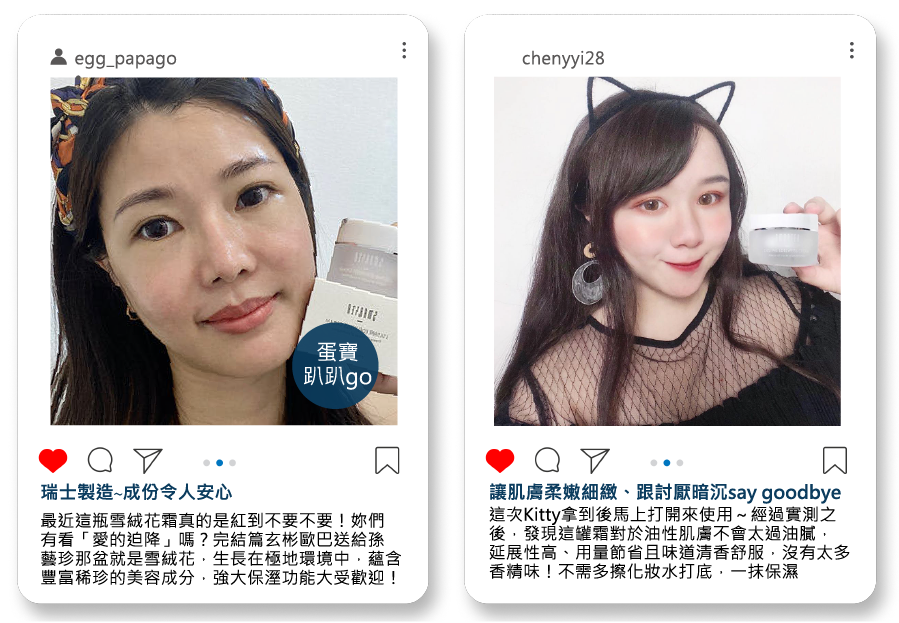 egg_papago
蛋寶
趴趴go
瑞士製造~成份令人安心
最近這瓶雪絨花霜真的是紅到不要不要！妳們
有看「愛的迫降」嗎？完結篇玄彬歐巴送給孫
藝珍那盆就是雪絨花，生長在極地環境中，蘊含
豐富稀珍的美容成分，強大保溼功能大受歡迎！
chenyyi28
讓肌膚柔嫩細緻、跟討厭暗沉say goodbye
這次Kitty拿到後馬上打開來使用～經過實測之
後，發現這罐霜對於油性肌膚不會太過油膩，
延展性高、用量節省且味道清香舒服，沒有太多
香精味！不需多擦化妝水打底，一抹保濕